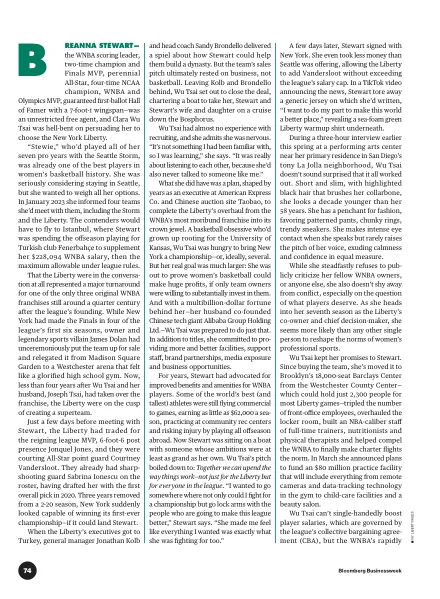 BREANNA STEWART—
the WNBA scoring leader,
two-time champion and
Finals MVP, perennial
All-Star, four-time NCAA
champion, WNBA and
Olympics MVP, guaranteed first-ballot Hall
of Famer with a 7-foot-1 wingspan—was
an unrestricted free agent, and Clara Wu
Tsai was hell-bent on persuading her to
choose the New York Liberty.
"Stewie," who'd played all of her
seven pro years with the Seattle Storm,
was already one of the best players in
women's basketball history. She was
seriously considering staying in Seattle,
but she wanted to weigh all her options.
In January 2023 she informed four teams
she'd meet with them, including the Storm
and the Liberty. The contenders would
have to fly to Istanbul, where Stewart
was spending the offseason playing for
Turkish club Fenerbahçe to supplement
her $228,094 WNBA salary, then the
maximum allowable under league rules.
That the Liberty were in the conversa-
tion at all represented a major turnaround
for one of the only three original WNBA
franchises still around a quarter century
after the league's founding. While New
York had made the Finals in four of the
league's first six seasons, owner and
legendary sports villain James Dolan had
unceremoniously put the team up for sale
and relegated it from Madison Square
Garden to a Westchester arena that felt
like a glorified high school gym. Now,
less than four years after Wu Tsai and her
husband, Joseph Tsai, had taken over the
franchise, the Liberty were on the cusp
of creating a superteam.
Just a few days before meeting with
Stewart, the Liberty had traded for
the reigning league MVP, 6-foot-6 post
presence Jonquel Jones, and they were
courting All-Star point guard Courtney
Vandersloot. They already had sharp-
shooting guard Sabrina Ionescu on the
roster, having drafted her with the first
overall pick in 2020. Three years removed
from a 2-20 season, New York suddenly
looked capable of winning its first-ever
championship—if it could land Stewart.
When the Liberty's executives got to
Turkey, general manager Jonathan Kolb
and head coach Sandy Brondello delivered
a spiel about how Stewart could help
them build a dynasty. But the team's sales
pitch ultimately rested on business, not
basketball. Leaving Kolb and Brondello
behind, Wu Tsai set out to close the deal,
chartering a boat to take her, Stewart and
Stewart's wife and daughter on a cruise
down the Bosphorus.
Wu Tsai had almost no experience with
recruiting, and she admits she was nervous.
"It's not something I had been familiar with,
so I was learning," she says. "It was really
about listening to each other, because she'd
also never talked to someone like me."
What she did have was a plan, shaped by
years as an executive at American Express
Co. and Chinese auction site Taobao, to
complete the Liberty's overhaul from the
WNBA's most moribund franchise into its
crown jewel. A basketball obsessive who'd
grown up rooting for the University of
Kansas, Wu Tsai was hungry to bring New
York a championship—or, ideally, several.
But her real goal was much larger: She was
out to prove women's basketball could
make huge profits, if only team owners
were willing to substantially invest in them.
And with a multibillion-dollar fortune
behind her—her husband co-founded
Chinese tech giant Alibaba Group Holding
Ltd.—Wu Tsai was prepared to do just that.
In addition to titles, she committed to pro-
viding more and better facilities, support
staff, brand partnerships, media exposure
and business opportunities.
For years, Stewart had advocated for
improved benefits and amenities for WNBA
players. Some of the world's best (and
tallest) athletes were still flying commercial
to games, earning as little as $62,000 a sea-
son, practicing at community rec centers
and risking injury by playing all offseason
abroad. Now Stewart was sitting on a boat
with someone whose ambitions were at
least as grand as her own. Wu Tsai's pitch
boiled down to: Together we can upend the
way things work—not just for the Liberty but
for everyone in the league. "I wanted to go
somewhere where not only could I fight for
a championship but go lock arms with the
people who are going to make this league
better," Stewart says. "She made me feel
like everything I wanted was exactly what
she was fighting for too."
A few days later, Stewart signed with
New York. She even took less money than
Seattle was offering, allowing the Liberty
to add Vandersloot without exceeding
the league's salary cap. In a TikTok video
announcing the news, Stewart tore away
a generic jersey on which she'd written,
"I want to do my part to make this world
a better place," revealing a sea-foam green
Liberty warmup shirt underneath.
During a three-hour interview earlier
this spring at a performing arts center
near her primary residence in San Diego's
tony La Jolla neighborhood, Wu Tsai
doesn't sound surprised that it all worked
out. Short and slim, with highlighted
black hair that brushes her collarbone,
she looks a decade younger than her
58 years. She has a penchant for fashion,
favoring patterned pants, chunky rings,
trendy sneakers. She makes intense eye
contact when she speaks but rarely raises
the pitch of her voice, exuding calmness
and confidence in equal measure.
While she steadfastly refuses to pub-
licly criticize her fellow WNBA owners,
or anyone else, she also doesn't shy away
from conflict, especially on the question
of what players deserve. As she heads
into her seventh season as the Liberty's
co-owner and chief decision-maker, she
seems more likely than any other single
person to reshape the norms of women's
professional sports.
Wu Tsai kept her promises to Stewart.
Since buying the team, she's moved it to
Brooklyn's 18,000-seat Barclays Center
from the Westchester County Center—
which could hold just 2,300 people for
most Liberty games—tripled the number
of front-office employees, overhauled the
locker room, built an NBA-caliber staff
of full-time trainers, nutritionists and
physical therapists and helped compel
the WNBA to finally make charter flights
the norm. In March she announced plans
to fund an $80 million practice facility
that will include everything from remote
cameras and data-tracking technology
in the gym to child-care facilities and a
beauty salon.
Wu Tsai can't single-handedly boost
player salaries, which are governed by
the league's collective bargaining agree-
ment (CBA), but the WNBA's rapidly
74
Bloomberg Businessweek